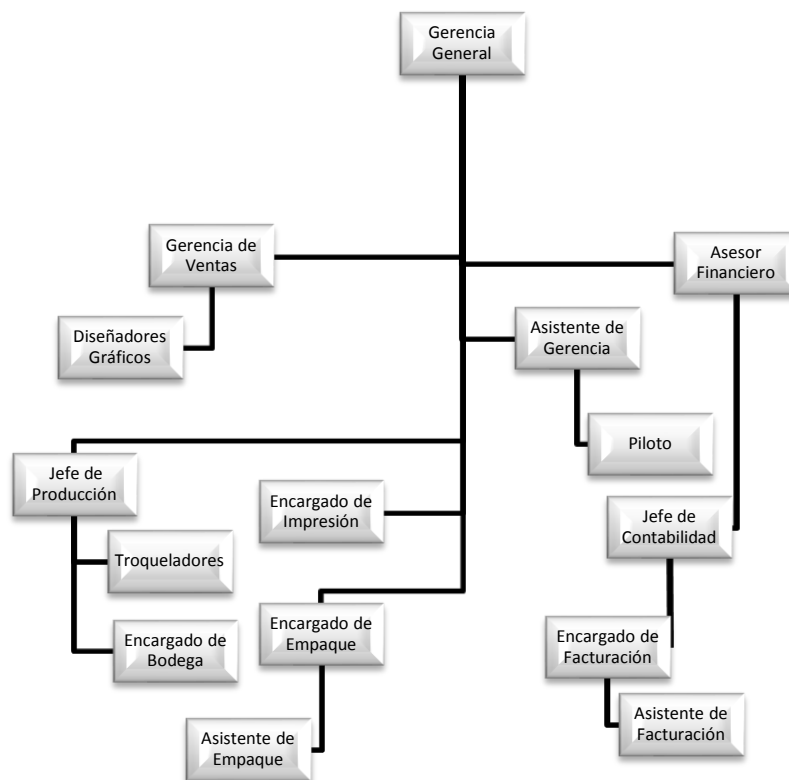 Gerencia
General
Gerencia de
Ventas
Asesor
Financiero
Diseñadores
Gráficos
Asistente de
Gerencia
Piloto
Jefe de
Producción
Encargado de
Impresión
Jefe de
Contabilidad
Troqueladores
Encargado de
Bodega
Encargado de
Empaque
Encargado de
Facturación
Asistente de
Empaque
Asistente de
Facturación